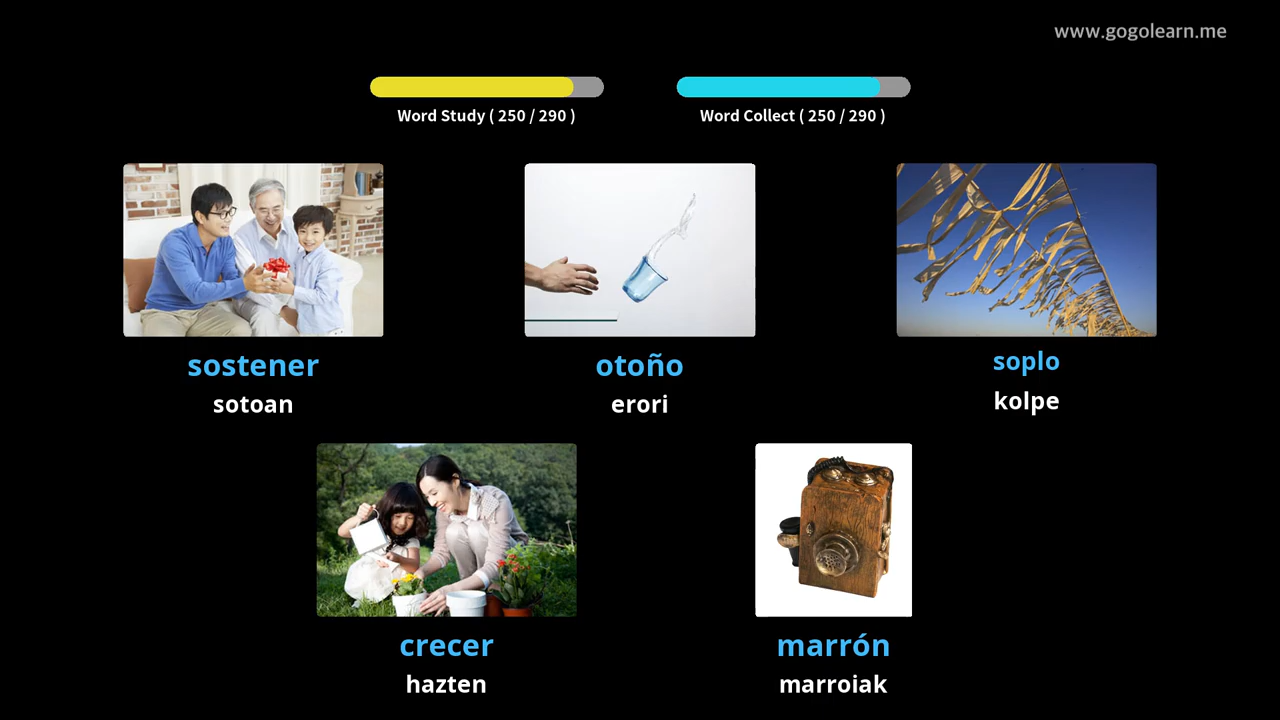 www.gogolearn.me
Word Study ( 250 / 290 )
Word Collect ( 250 / 290 )
sostener
sotoan
otoño
erori
soplo
kolpe
crecer
hazten
marrón
marroiak